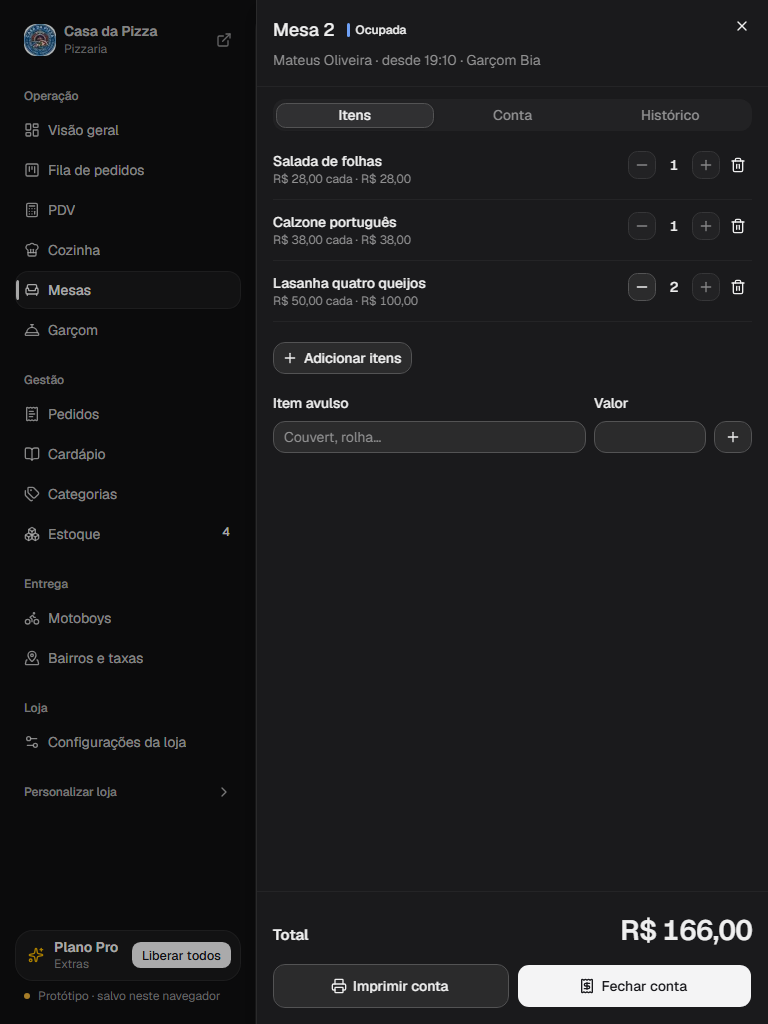 Casa da Pizza
Pizzaria
Operação
Visão geral
Fila de pedidos
PDV
Cozinha
Mesas
Garçom
Gestão
Pedidos
Cardápio
Categorias
Estoque 4
Entrega
Motoboys
Bairros e taxas
Loja
Configurações da loja
Personalizar loja
Plano Pro
Extras
Liberar todos
Protótipo · salvo neste navegador
Mesa 2 Ocupada
Mateus Oliveira · desde 19:10 · Garçom Bia
Itens Conta Histórico
Salada de folhas
R$ 28,00 cada · R$ 28,00
1
Calzone português
R$ 38,00 cada · R$ 38,00
1
Lasanha quatro queijos
R$ 50,00 cada · R$ 100,00
2
Adicionar itens
Item avulso Valor
Couvert, rolha...
Total R$ 166,00
Imprimir conta Fechar conta